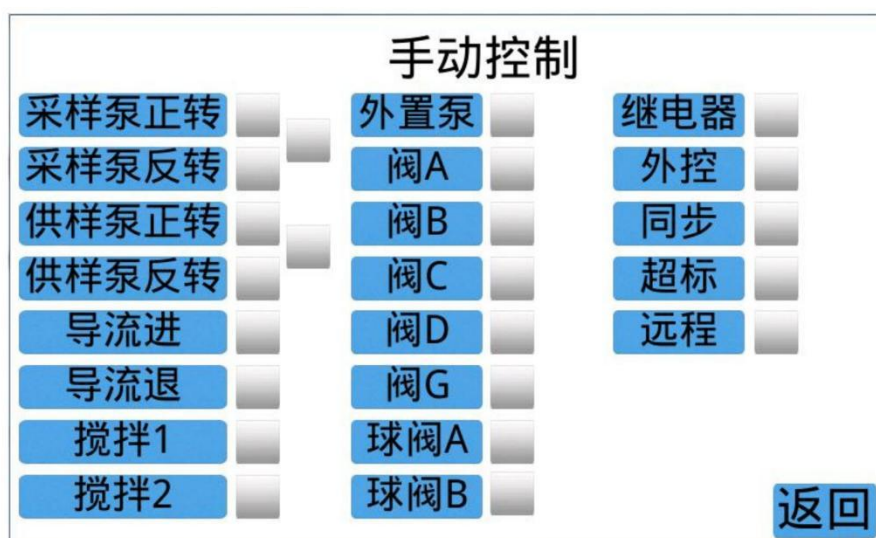 手动控制
采样泵正转
外置泵
继电器
采样泵反转
阀A
外控
供样泵正转
阀B
同步
供样泵反转
阀C
超标
导流进
阀D
远程
导流退
阀G
搅拌1
球阀A
搅拌2
球阀B
返回